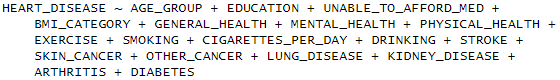 HEART_DISEASE ~ AGE_GROUP + EDUCATION + UNABLE_TO_AFFORD_MED +
BMI_CATEGORY + GENERAL_HEALTH + MENTAL_HEALTH + PHYSICAL_HEALTH +
EXERCISE + SMOKING + CIGARETTES_PER_DAY + DRINKING + STROKE +
SKIN_CANCER + OTHER_CANCER + LUNG_DISEASE + KIDNEY_DISEASE +
ARTHRITIS + DIABETES